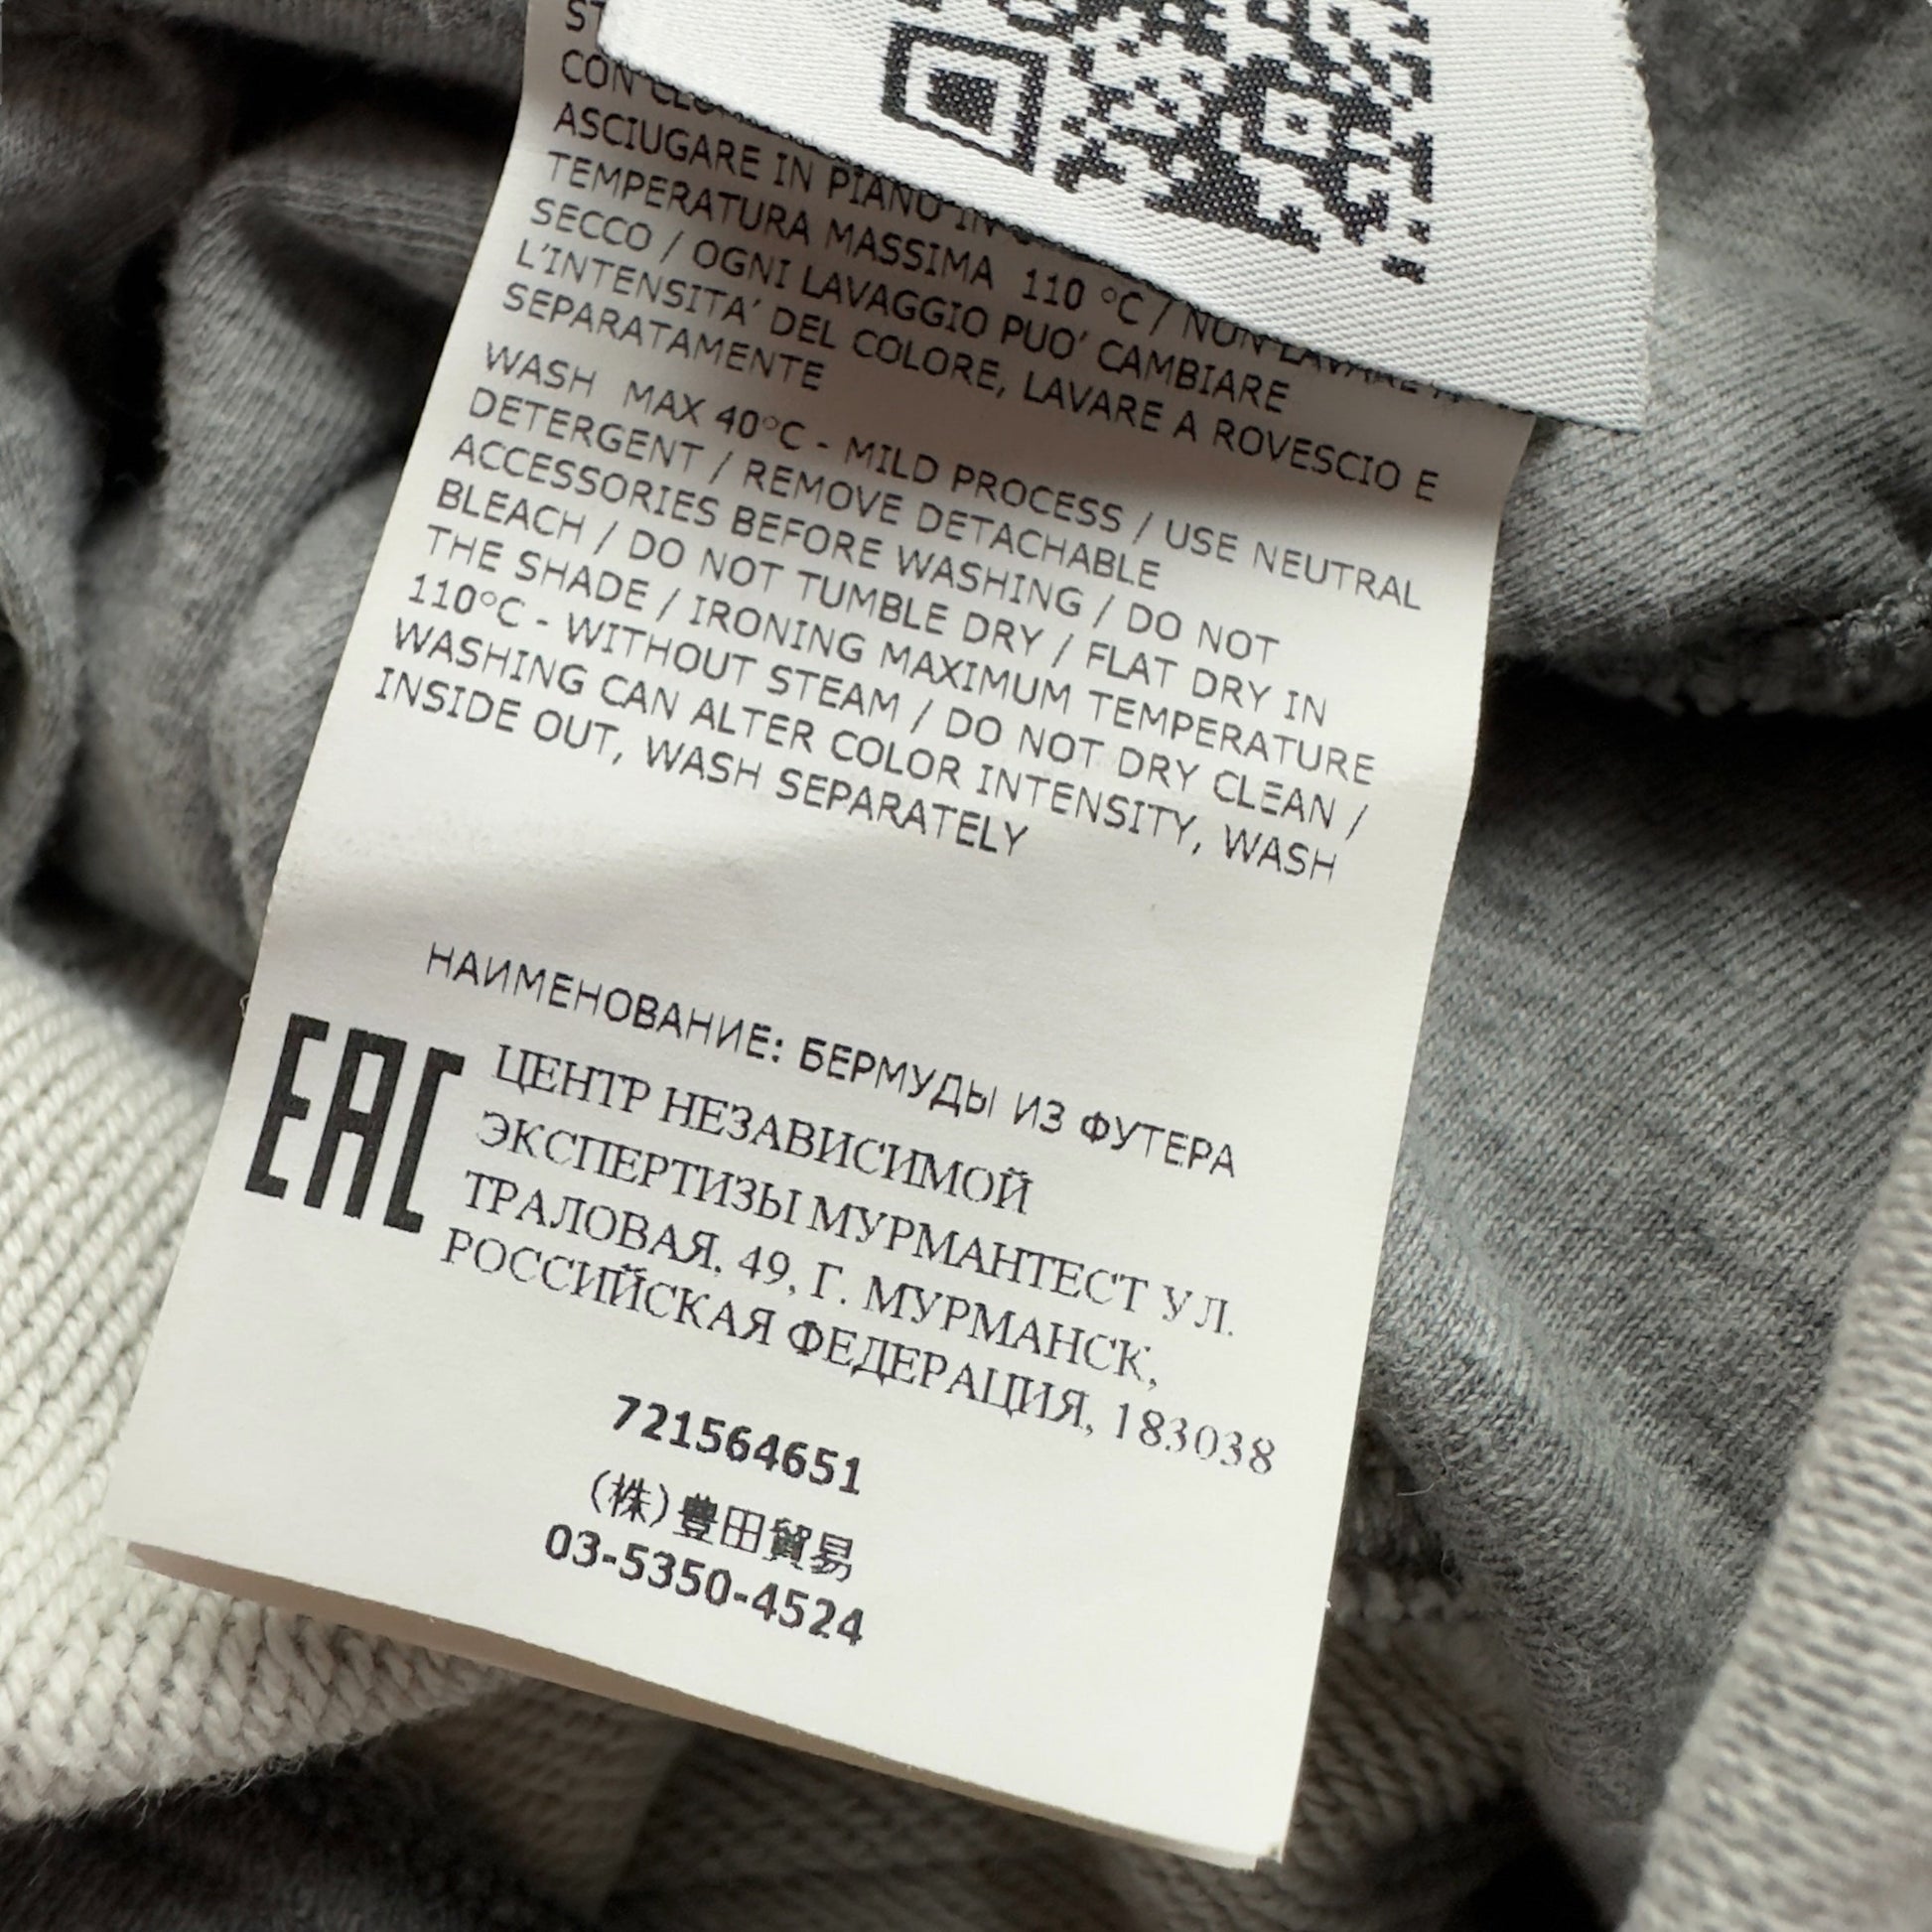 ST
CON
ASCIUGARE IN PIANO IN
TEMPERATURA MASSIMA 110 °C / NON LAVARE A
SECCO / OGNI LAVAGGIO PUO’ CAMBIARE
L’INTENSITA’ DEL COLORE, LAVARE A ROVESCIO E
SEPARATAMENTE
WASH MAX 40°C - MILD PROCESS / USE NEUTRAL
DETERGENT / REMOVE DETACHABLE
ACCESSORIES BEFORE WASHING / DO NOT
BLEACH / DO NOT TUMBLE DRY / FLAT DRY IN
THE SHADE / IRONING MAXIMUM TEMPERATURE
110°C - WITHOUT STEAM / DO NOT DRY CLEAN /
WASHING CAN ALTER COLOR INTENSITY, WASH
INSIDE OUT, WASH SEPARATELY
НАИМЕНОВАНИЕ: БЕРМУДЫ ИЗ ФУТЕРА
EAC
ЦЕНТР НЕЗАВИСИМОЙ
ЭКСПЕРТИЗЫ МУРМАНТЕСТ УЛ.
ТРАЛОВАЯ, 49, Г. МУРМАНСК,
РОССИЙСКАЯ ФЕДЕРАЦИЯ, 183038
721564651
(株)豊田貿易
03-5350-4524